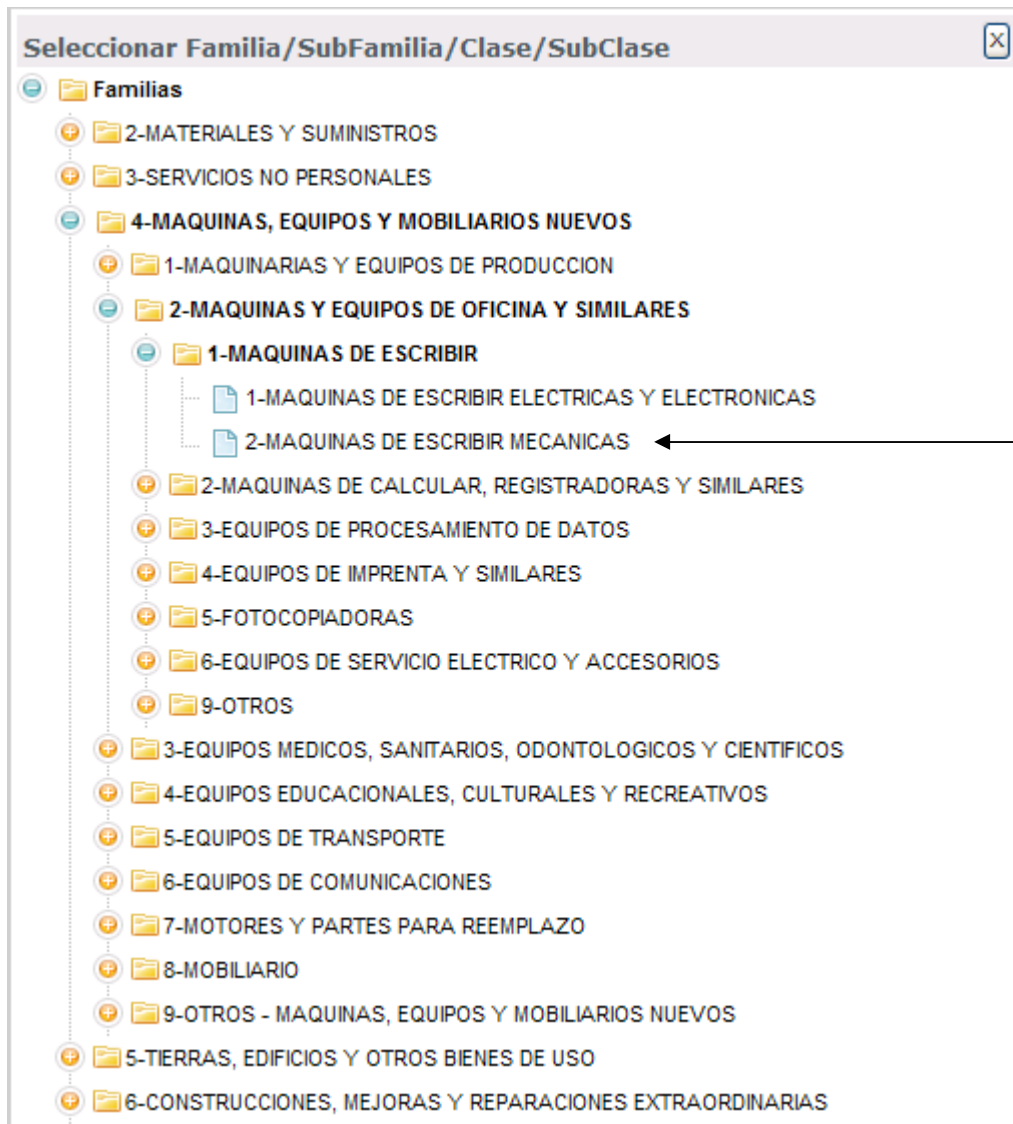 Seleccionar Familia/SubFamilia/Clase/SubClase
Familias
2-MATERIALES Y SUMINISTROS
3-SERVICIOS NO PERSONALES
4-MAQUINAS, EQUIPOS Y MOBILIARIOS NUEVOS
1-MAQUINARIAS Y EQUIPOS DE PRODUCCION
2-MAQUINAS Y EQUIPOS DE OFICINA Y SIMILARES
1-MAQUINAS DE ESCRIBIR
1-MAQUINAS DE ESCRIBIR ELECTRICAS Y ELECTRONICAS
2-MAQUINAS DE ESCRIBIR MECANICAS
2-MAQUINAS DE CALCULAR, REGISTRADORAS Y SIMILARES
3-EQUIPOS DE PROCESAMIENTO DE DATOS
4-EQUIPOS DE IMPRENTA Y SIMILARES
5-FOTOCOPIADORAS
6-EQUIPOS DE SERVICIO ELECTRICO Y ACCESORIOS
9-OTROS
3-EQUIPOS MEDICOS, SANITARIOS, ODONTOLOGICOS Y CIENTIFICOS
4-EQUIPOS EDUCACIONALES, CULTURALES Y RECREATIVOS
5-EQUIPOS DE TRANSPORTE
6-EQUIPOS DE COMUNICACIONES
7-MOTORES Y PARTES PARA REEMPLAZO
8-MOBILIARIO
9-OTROS - MAQUINAS, EQUIPOS Y MOBILIARIOS NUEVOS
5-TIERRAS, EDIFICIOS Y OTROS BIENES DE USO
6-CONSTRUCCIONES, MEJORAS Y REPARACIONES EXTRAORDINARIAS